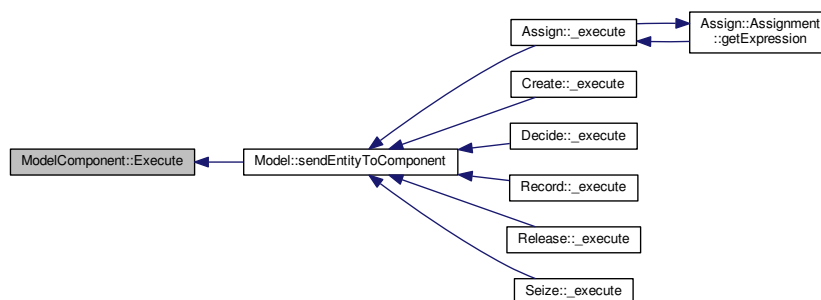 Assign::_execute
Assign::Assignment
::getExpression
Create::_execute
Decide::_execute
ModelComponent::Execute
Model::sendEntityToComponent
Record::_execute
Release::_execute
Seize::_execute